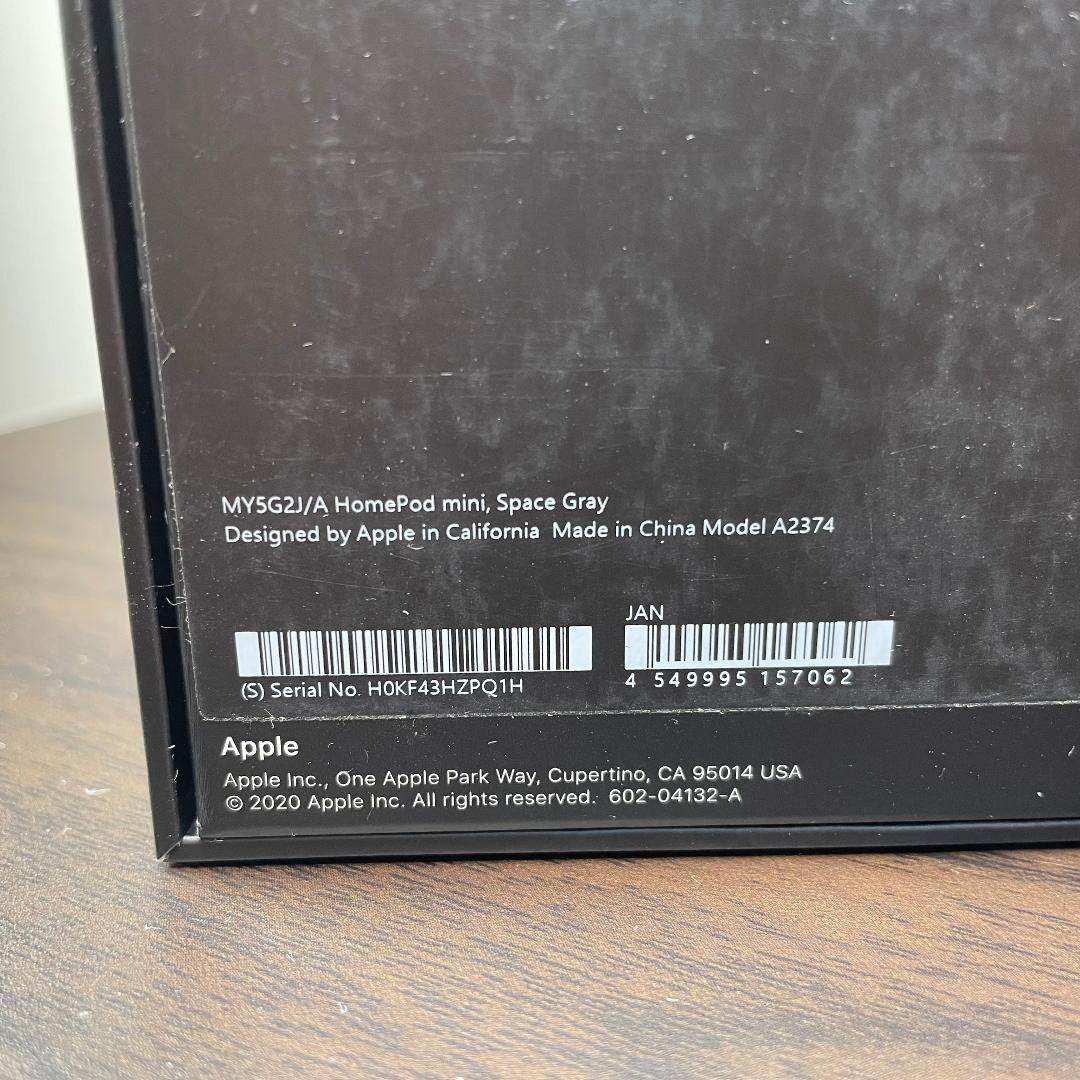 MY5G2J/A HomePod mini, Space Gray
Designed by Apple in California  Made in China Model A2374
JAN
(S) Serial No. H0KF43HZPQ1H
4 549995 157062
Apple
Apple Inc., One Apple Park Way, Cupertino, CA 95014 USA
© 2020 Apple Inc. All rights reserved.  602-04132-A